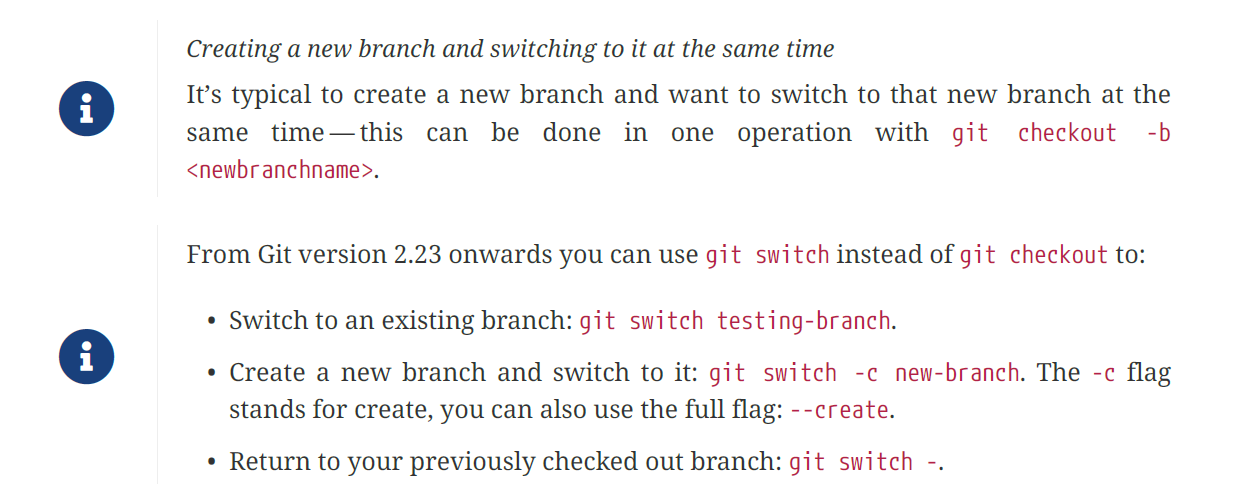 Creating a new branch and switching to it at the same time
It’s typical to create a new branch and want to switch to that new branch at the
same time — this can be done in one operation with git checkout -b
<newbranchname>.
From Git version 2.23 onwards you can use git switch instead of git checkout to:
• Switch to an existing branch: git switch testing-branch.
• Create a new branch and switch to it: git switch -c new-branch. The -c flag
stands for create, you can also use the full flag: --create.
• Return to your previously checked out branch: git switch -.